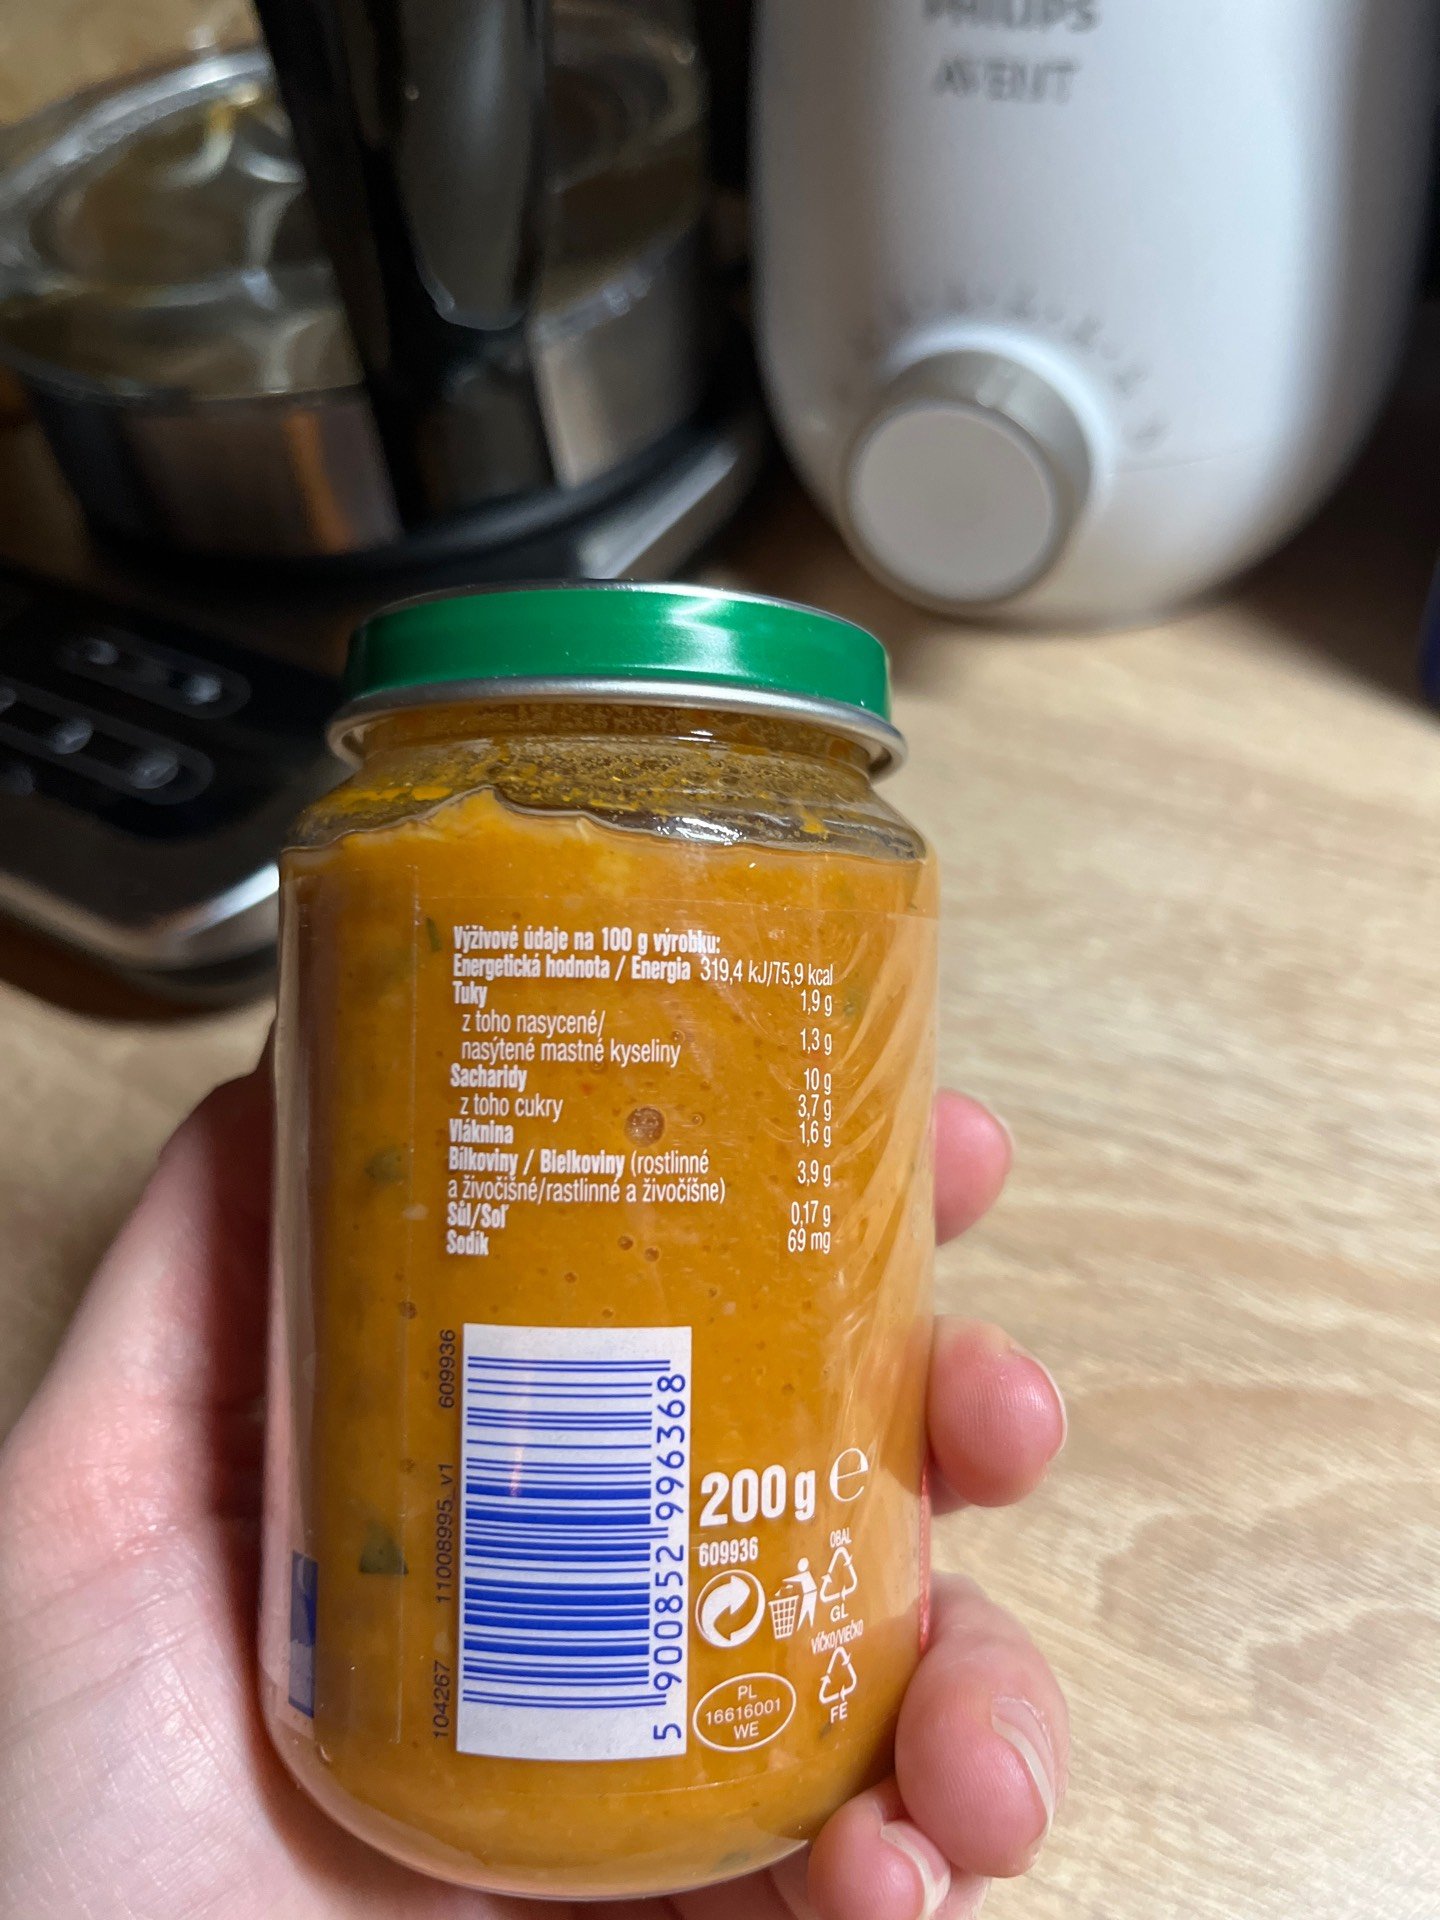 PHILIPS
AVENT
Výživové údaje na 100 g výrobku:
Energetická hodnota / Energia 319,4 kJ/75,9 kcal
Tuky 1,9 g
z toho nasycené/
nasýtené mastné kyseliny 1,3 g
Sacharidy 10 g
z toho cukry 3,7 g
Vláknina 1,6 g
Bílkoviny / Bielkoviny (rostlinné
a živočišné/rastlinné a živočíšne) 3,9 g
Sůl/Soľ 0,17 g
Sodík 69 mg
104267 11008995_v1 609936
5 900852 996368
200 g e
609936
OBAL
GL
VÍČKO/VIEČKO
FE
PL
16616001
WE